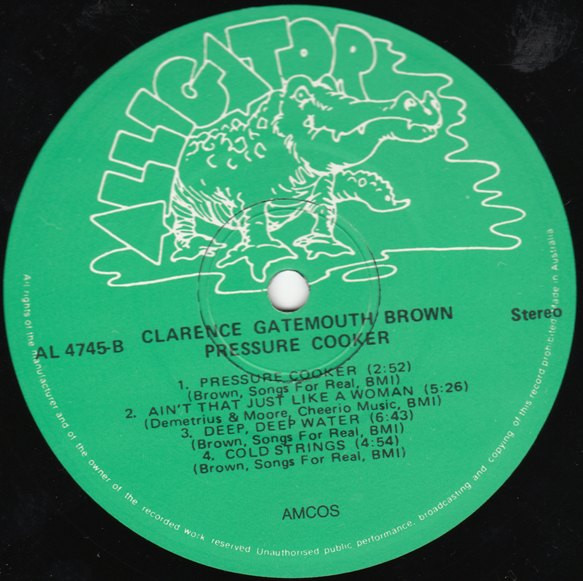 ALLIGATOR
AL 4745-B
CLARENCE GATEMOUTH BROWN
PRESSURE COOKER
Stereo
1. PRESSURE COOKER (2:52)
(Brown, Songs For Real, BMI)
2. AIN'T THAT JUST LIKE A WOMAN (5:26)
(Demetrius & Moore, Cheerio Music, BMI)
3. DEEP, DEEP WATER (6:43)
(Brown, Songs For Real, BMI)
4. COLD STRINGS (4:54)
(Brown, Songs For Real, BMI)
AMCOS
All rights of the manufacturer and of the owner of the recorded work reserved Unauthorised public performance, broadcasting and copying of this record prohibited Made in Australia